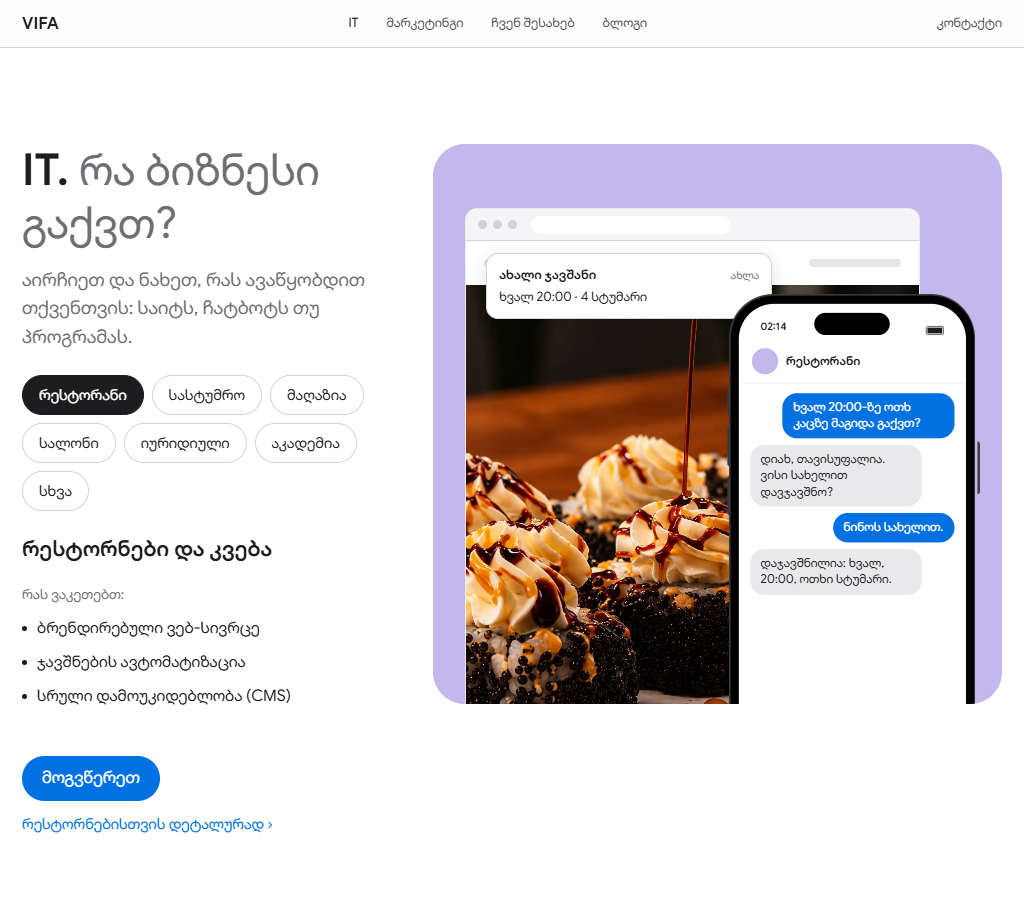 VIFA
IT
მარკეტინგი
ჩვენ შესახებ
ბლოგი
კონტაქტი
IT. რა ბიზნესი
გაქვთ?
აირჩიეთ და ნახეთ, რას ავაწყობდით
თქვენთვის: საიტს, ჩატბოტს თუ
პროგრამას.
რესტორანი
სასტუმრო
მაღაზია
სალონი
იურიდიული
აკადემია
სხვა
რესტორნები და კვება
რას ვაკეთებთ:
ბრენდირებული ვებ-სივრცე
ჯავშნების ავტომატიზაცია
სრული დამოუკიდებლობა (CMS)
მოგვწერეთ
რესტორნებისთვის დეტალურად ›
ახალი ჯავშანი
ახლა
ხვალ 20:00 · 4 სტუმარი
02:14
რესტორანი
ხვალ 20:00-ზე ოთხ
კაცზე მაგიდა გაქვთ?
დიახ, თავისუფალია.
ვისი სახელით
დავჯავშნო?
ნინოს სახელით.
დაჯავშნილია: ხვალ,
20:00, ოთხი სტუმარი.